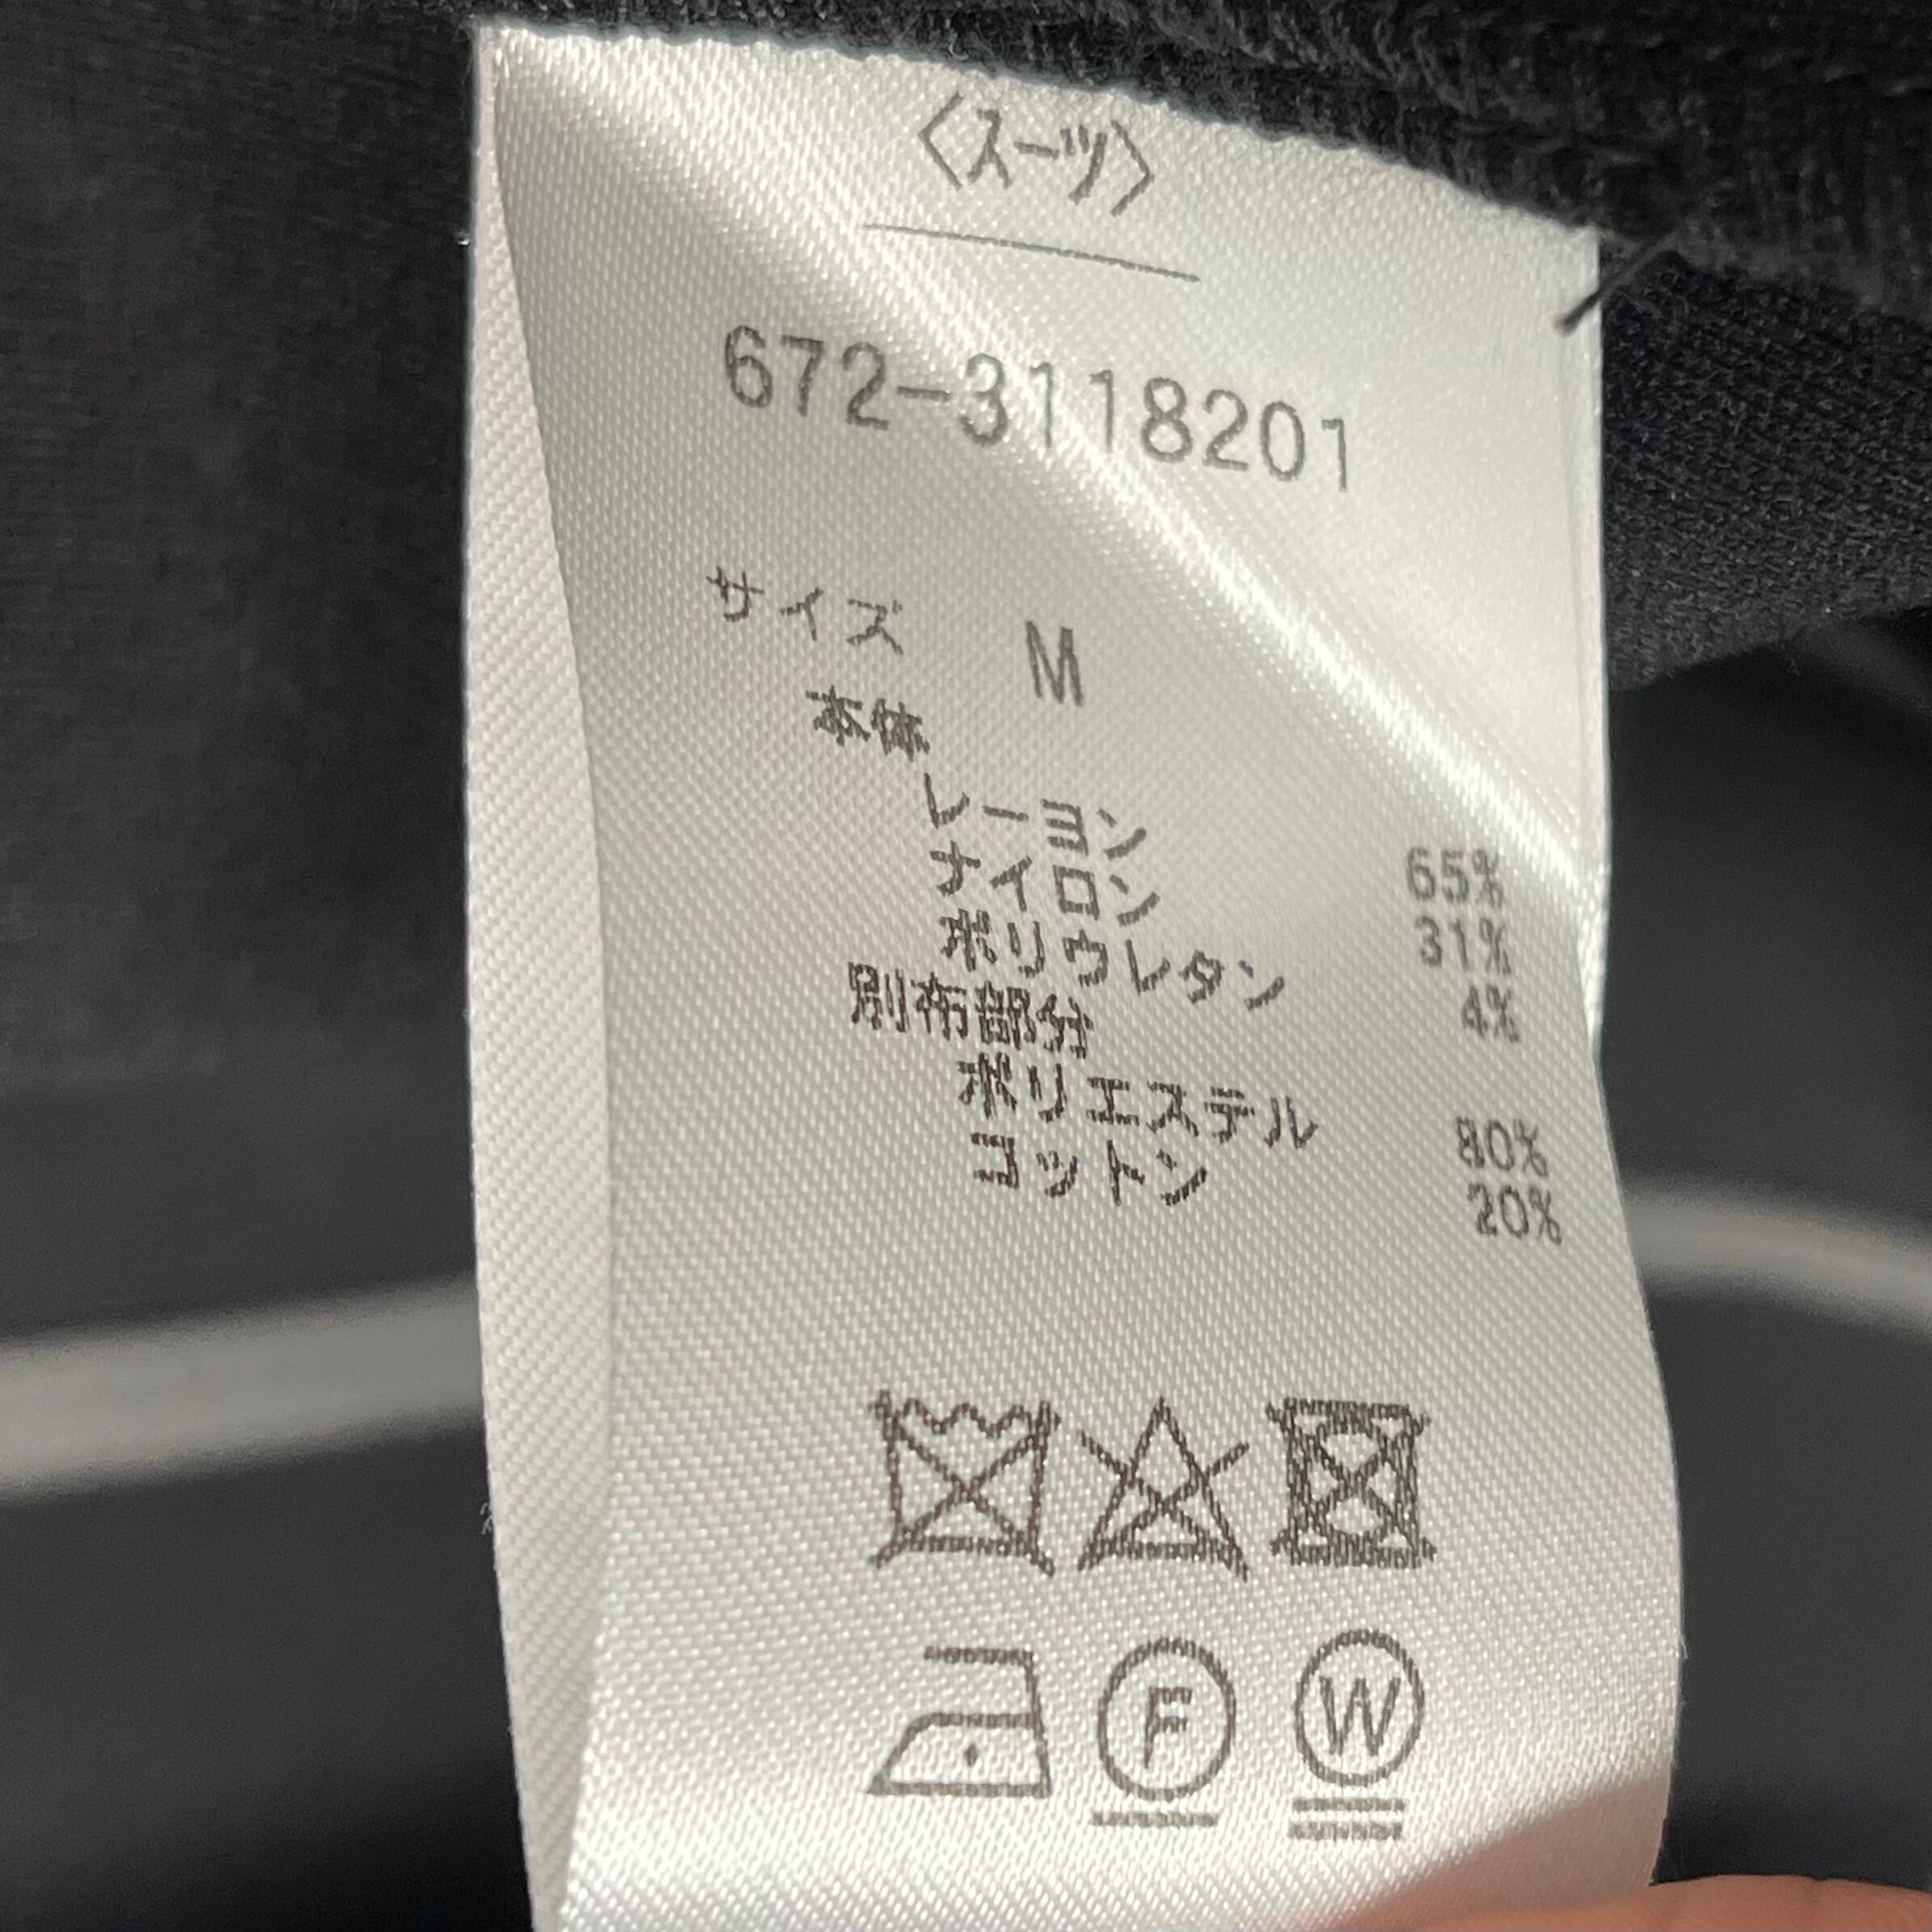 〈スーツ〉
672-3118201
サイズ M
本体
レーヨン 65%
ナイロン 31%
ポリウレタン 4%
別布部分
ポリエステル 80%
コットン 20%
F W